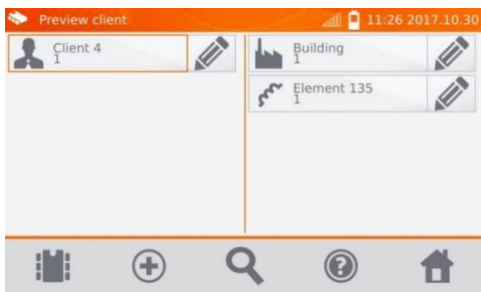 Preview client
11:26 2017.10.30
Client 4
1
Building
1
Element 135
1